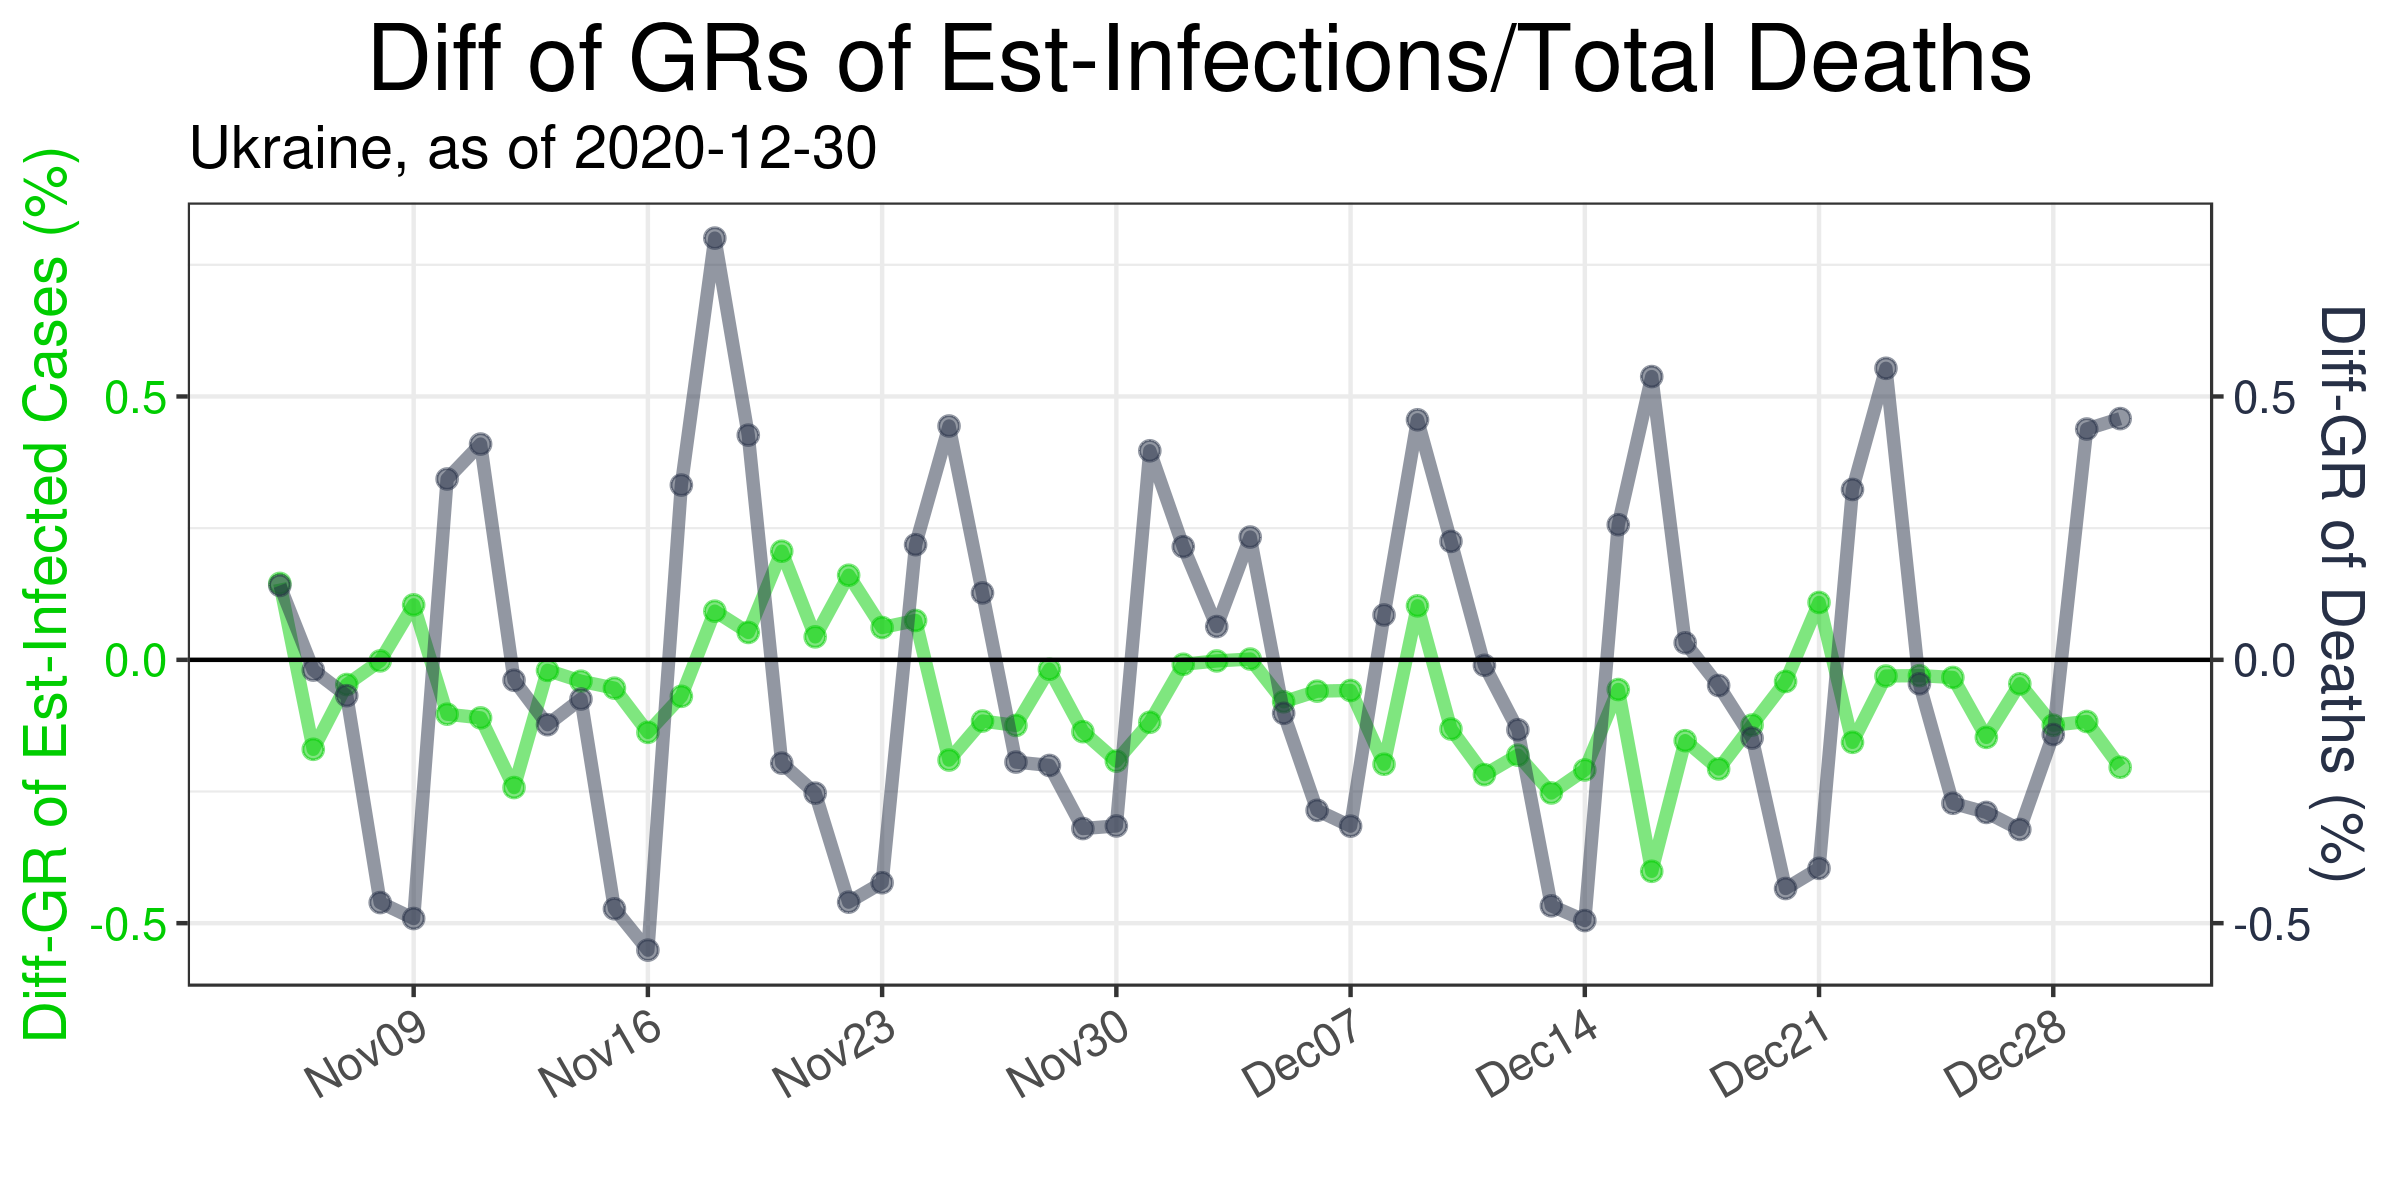 Diff of GRs of Est-Infections/Total Deaths
Ukraine, as of 2020-12-30
Diff-GR of Est-Infected Cases (%)
0.5
0.0
-0.5
0.5
0.0
-0.5
Diff-GR of Deaths (%)
Nov09
Nov16
Nov23
Nov30
Dec07
Dec14
Dec21
Dec28